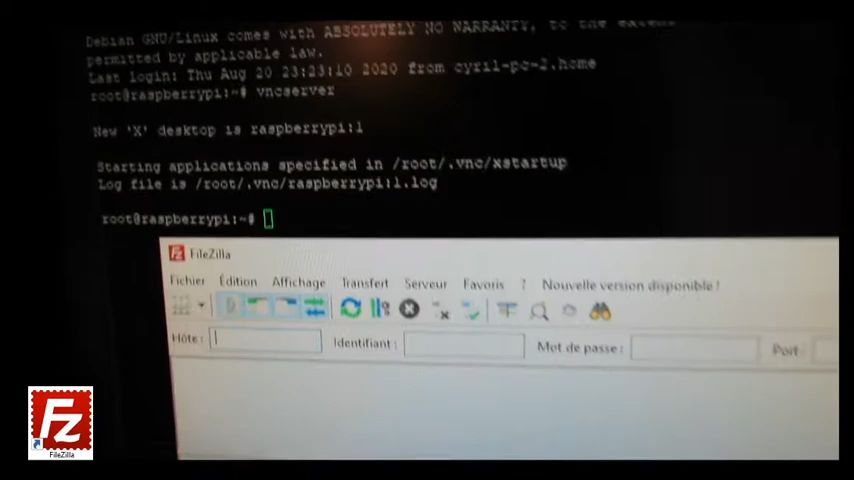 Debian GNU/Linux comes with ABSOLUTELY NO WARRANTY, to the extent
permitted by applicable law.
Last login: Thu Aug 20 23:23:10 2020 from cyril-pc-2.home
root@raspberrypi:~# vncserver
New 'X' desktop is raspberrypi:1
Starting applications specified in /root/.vnc/xstartup
Log file is /root/.vnc/raspberrypi:1.log
root@raspberrypi:~#
FileZilla
Fichier Édition Affichage Transfert Serveur Favoris ? Nouvelle version disponible !
Hôte : Identifiant : Mot de passe : Port :
Fz
FileZilla